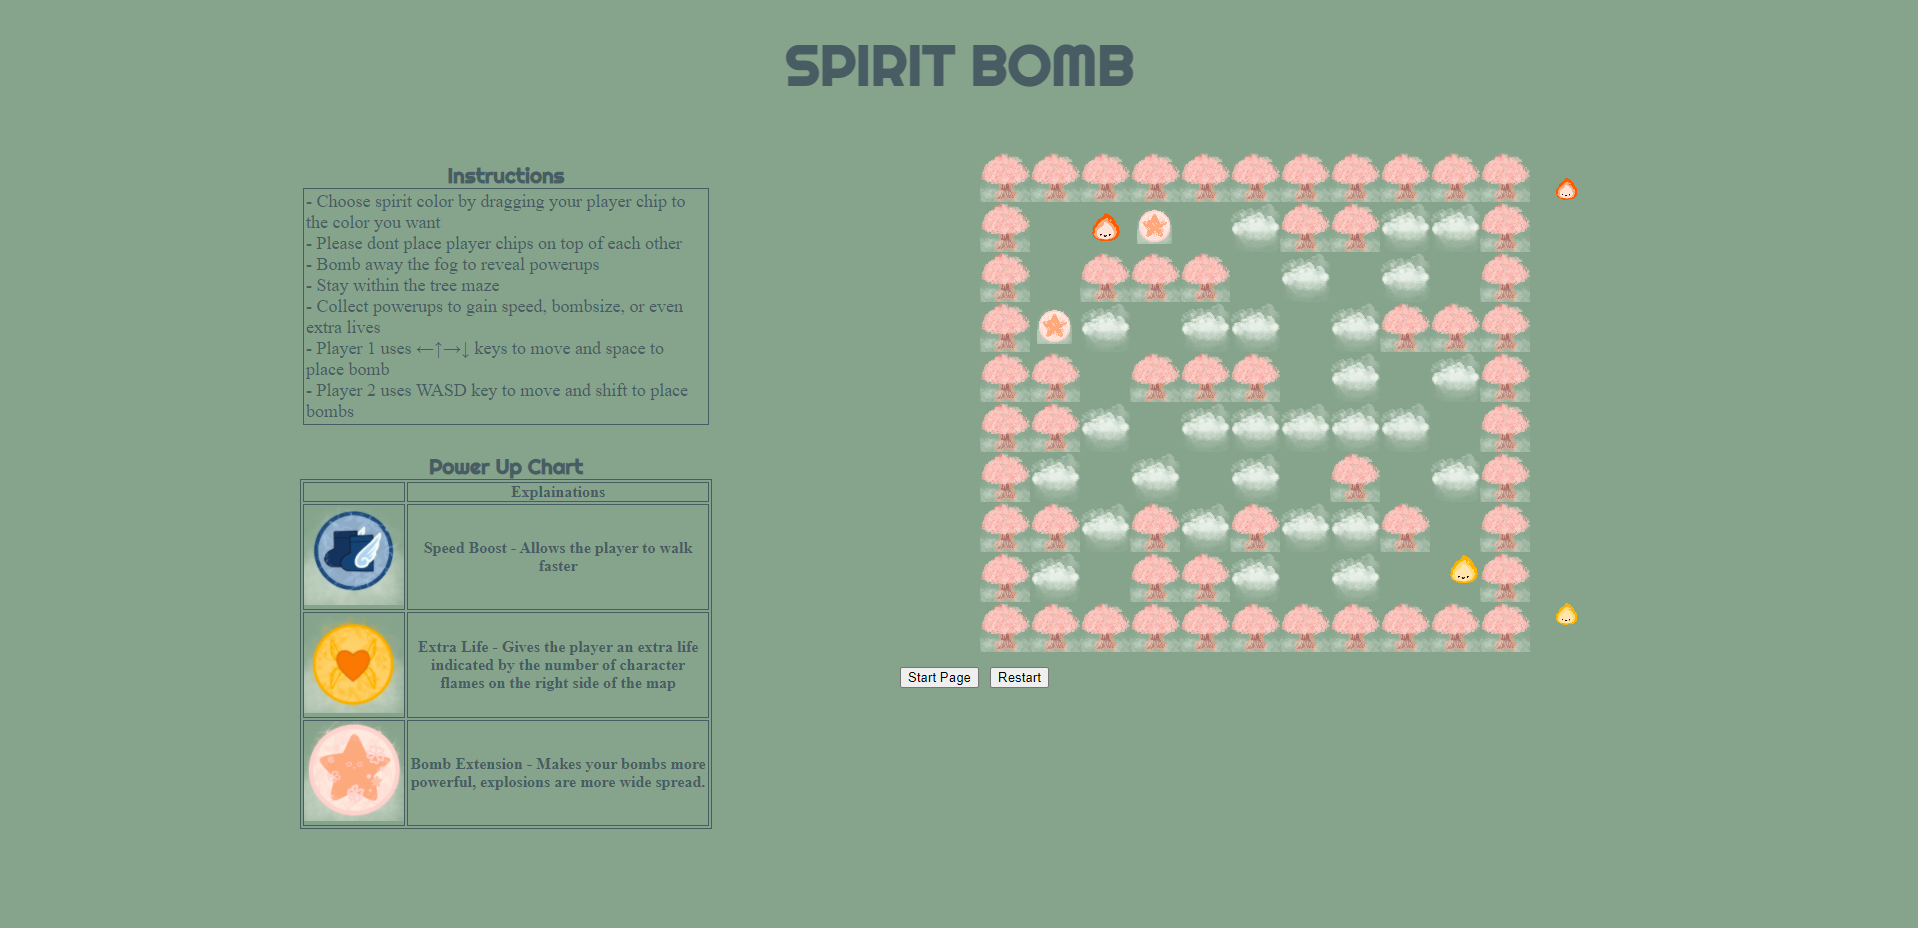 SPIRIT BOMB
Instructions
- Choose spirit color by dragging your player chip to
the color you want
- Please dont place player chips on top of each other
- Bomb away the fog to reveal powerups
- Stay within the tree maze
- Collect powerups to gain speed, bombsize, or even
extra lives
- Player 1 uses ←↑→↓ keys to move and space to
place bomb
- Player 2 uses WASD key to move and shift to place
bombs
Power Up Chart
Explainations
Speed Boost - Allows the player to walk
faster
Extra Life - Gives the player an extra life
indicated by the number of character
flames on the right side of the map
Bomb Extension - Makes your bombs more
powerful, explosions are more wide spread.
Start Page
Restart